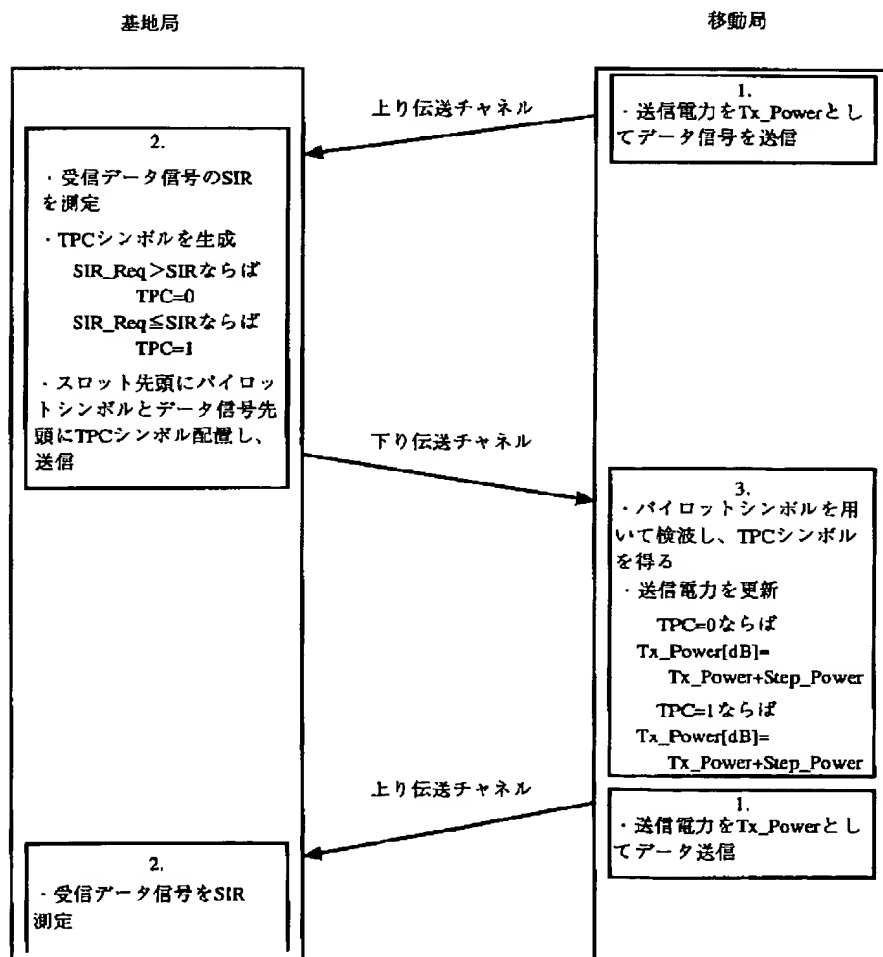 基地局
移動局
上り伝送チャネル
1.
・送信電力をTx_Powerとし
てデータ信号を送信
2.
・受信データ信号のSIR
を測定
・TPCシンボルを生成
SIR_Req>SIRならば
TPC=0
SIR_Req≦SIRならば
TPC=1
・スロット先頭にパイロッ
トシンボルとデータ信号先
頭にTPCシンボル配置し、
送信
下り伝送チャネル
3.
・パイロットシンボルを用
いて検波し、TPCシンボル
を得る
・送信電力を更新
TPC=0ならば
Tx_Power[dB]=
Tx_Power+Step_Power
TPC=1ならば
Tx_Power[dB]=
Tx_Power+Step_Power
上り伝送チャネル
1.
・送信電力をTx_Powerとし
てデータ送信
2.
・受信データ信号をSIR
測定